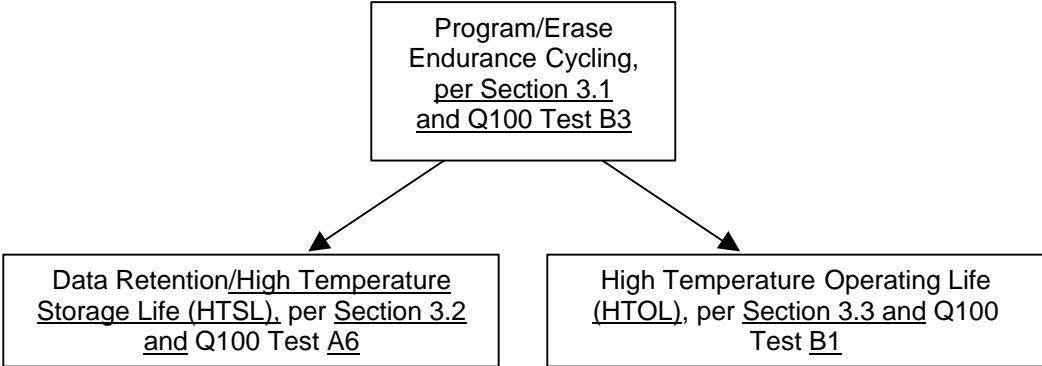 Program/Erase
Endurance Cycling,
per Section 3.1
and Q100 Test B3
Data Retention/High Temperature
Storage Life (HTSL), per Section 3.2
and Q100 Test A6
High Temperature Operating Life
(HTOL), per Section 3.3 and Q100
Test B1